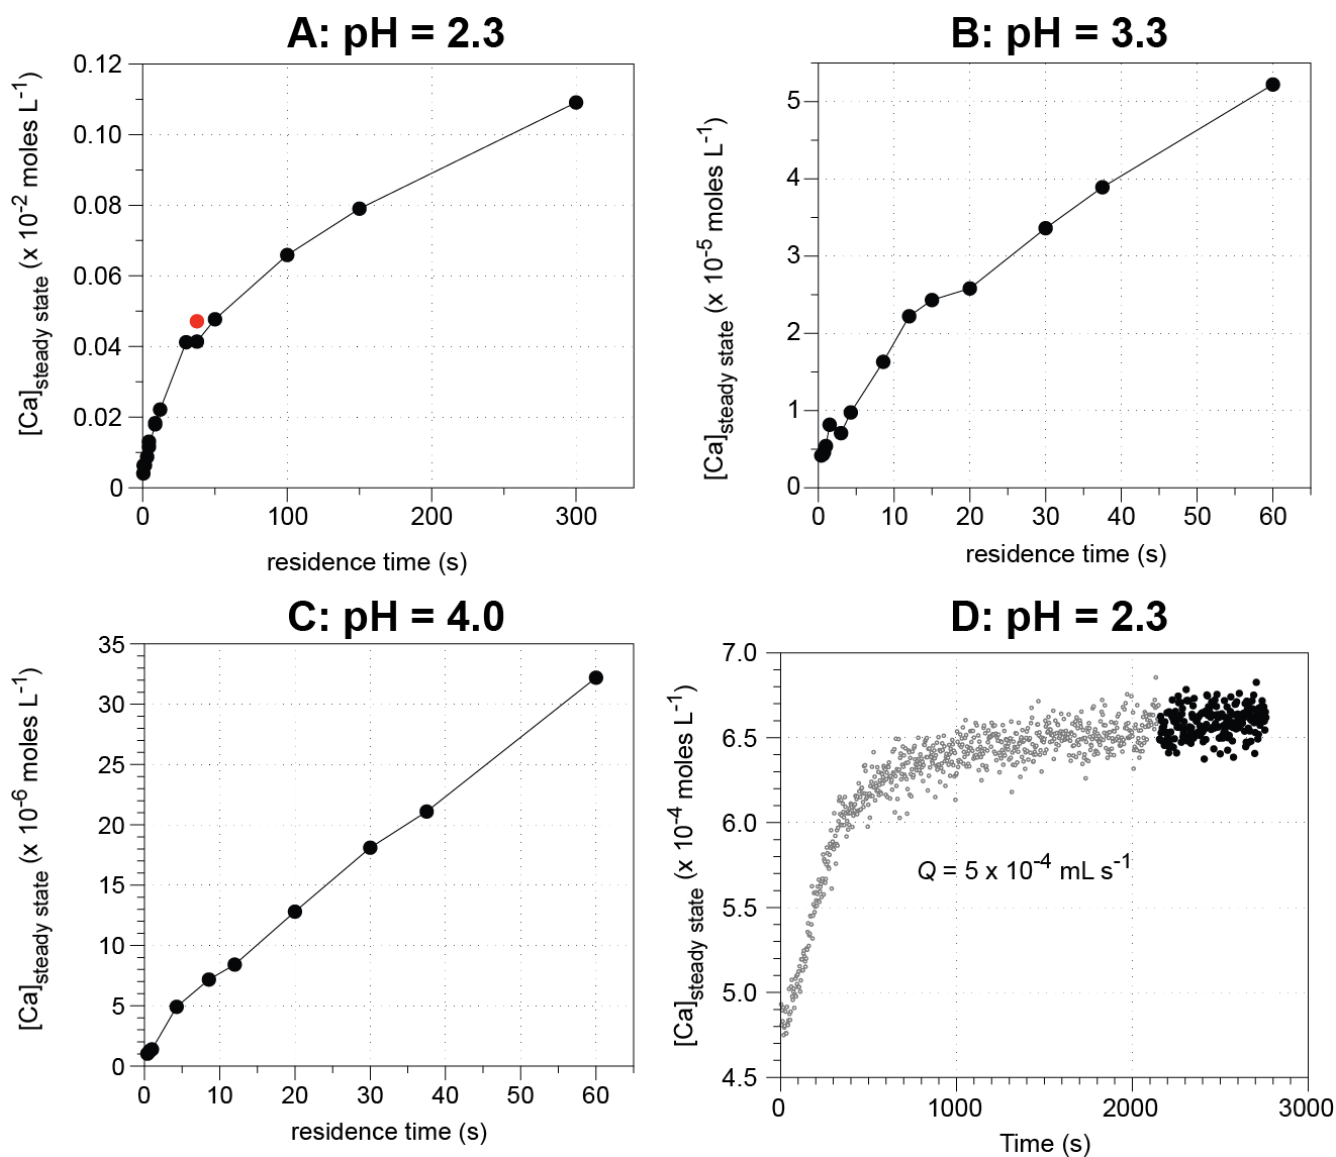 A: pH = 2.3
[Ca]steady state (x 10-2 moles L-1)
0.12
0.10
0.08
0.06
0.04
0.02
0
0 100 200 300
residence time (s)
B: pH = 3.3
[Ca]steady state (x 10-5 moles L-1)
5
4
3
2
1
0
0 10 20 30 40 50 60
residence time (s)
C: pH = 4.0
[Ca]steady state (x 10-6 moles L-1)
35
30
25
20
15
10
5
0
0 10 20 30 40 50 60
residence time (s)
D: pH = 2.3
[Ca]steady state (x 10-4 moles L-1)
7.0
6.5
6.0
5.5
5.0
4.5
Q = 5 x 10-4 mL s-1
0 1000 2000 3000
Time (s)